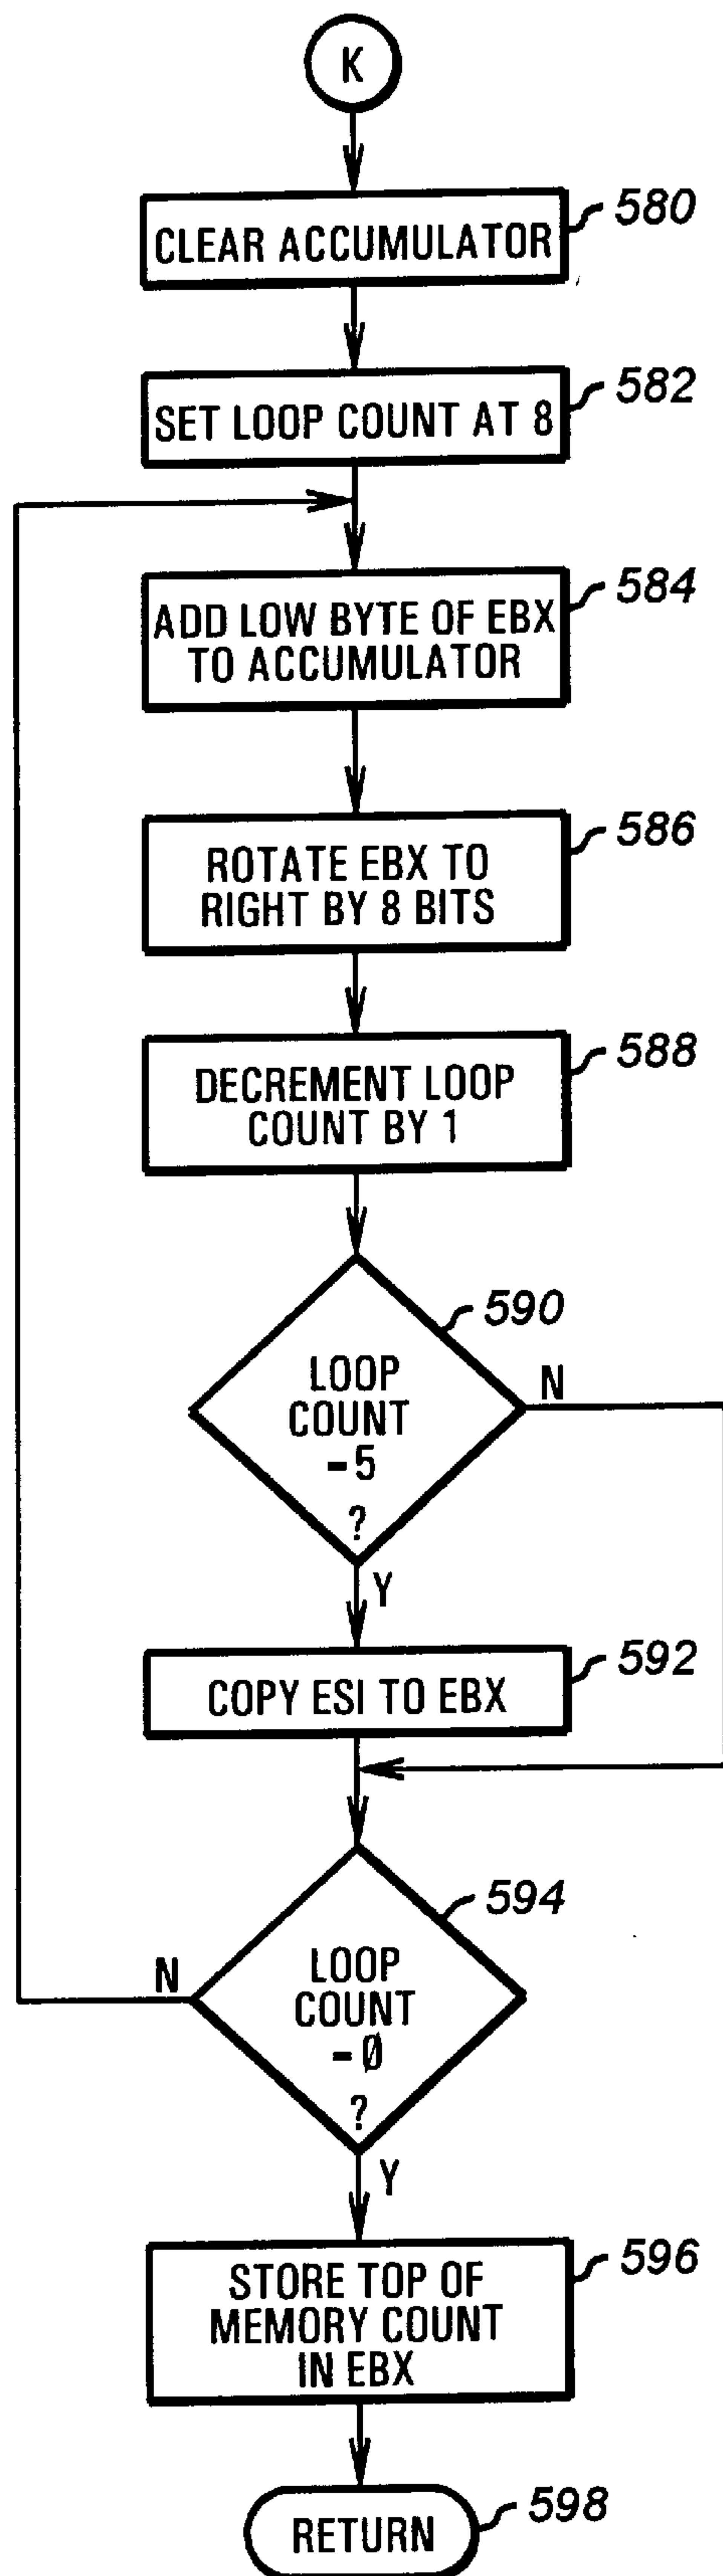 K
CLEAR ACCUMULATOR
580
SET LOOP COUNT AT 8
582
ADD LOW BYTE OF EBX
TO ACCUMULATOR
584
ROTATE EBX TO
RIGHT BY 8 BITS
586
DECREMENT LOOP
COUNT BY 1
588
590
LOOP
COUNT
=5
?
N
Y
COPY ESI TO EBX
592
594
LOOP
COUNT
=Ø
?
N
Y
STORE TOP OF
MEMORY COUNT
IN EBX
596
RETURN
598